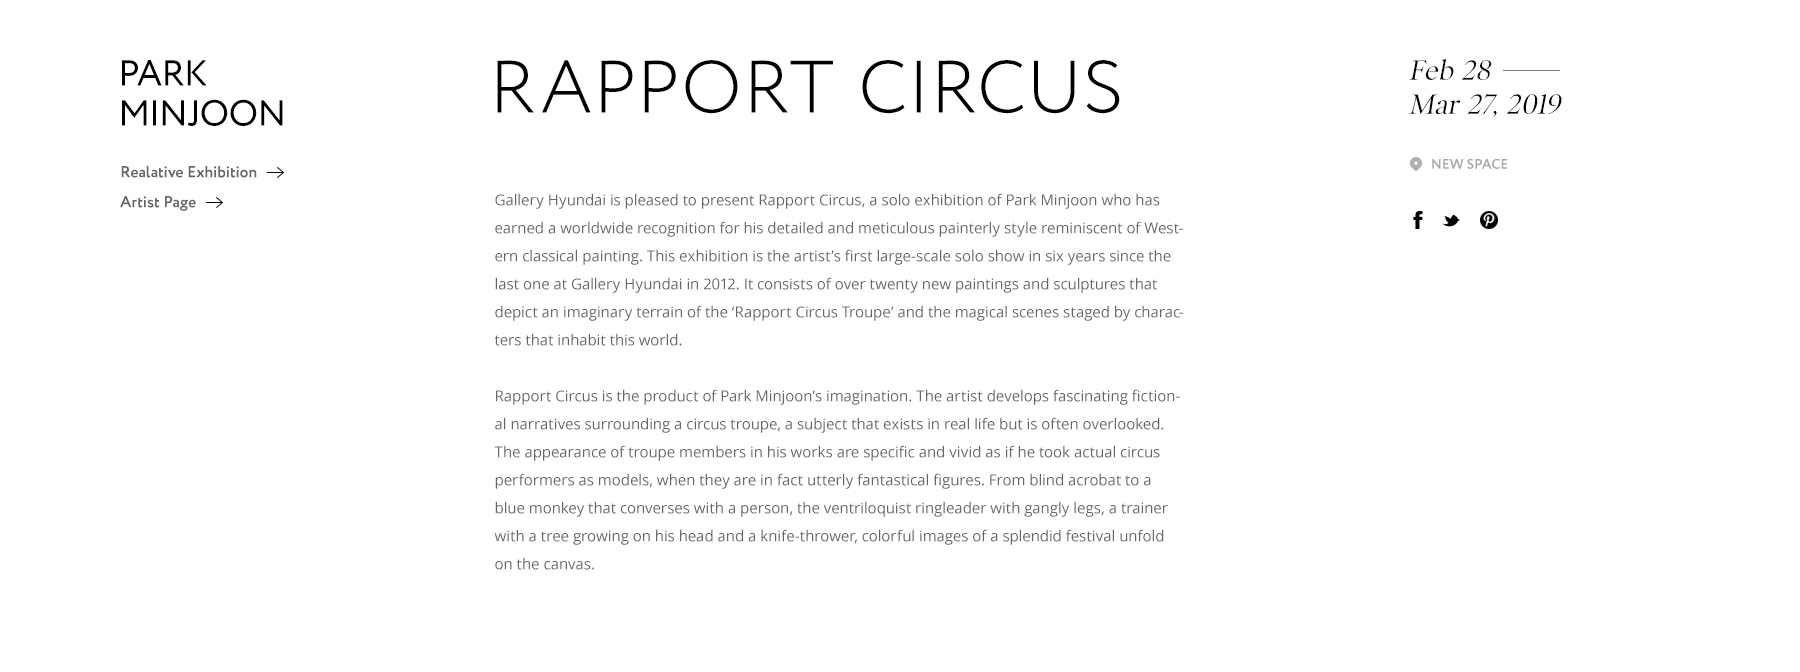 PARK
MINJOON
Realative Exhibition
Artist Page
RAPPORT CIRCUS
Gallery Hyundai is pleased to present Rapport Circus, a solo exhibition of Park Minjoon who has
earned a worldwide recognition for his detailed and meticulous painterly style reminiscent of West-
ern classical painting. This exhibition is the artist’s first large-scale solo show in six years since the
last one at Gallery Hyundai in 2012. It consists of over twenty new paintings and sculptures that
depict an imaginary terrain of the ‘Rapport Circus Troupe’ and the magical scenes staged by charac-
ters that inhabit this world.
Rapport Circus is the product of Park Minjoon’s imagination. The artist develops fascinating fiction-
al narratives surrounding a circus troupe, a subject that exists in real life but is often overlooked.
The appearance of troupe members in his works are specific and vivid as if he took actual circus
performers as models, when they are in fact utterly fantastical figures. From blind acrobat to a
blue monkey that converses with a person, the ventriloquist ringleader with gangly legs, a trainer
with a tree growing on his head and a knife-thrower, colorful images of a splendid festival unfold
on the canvas.
Feb 28
Mar 27, 2019
NEW SPACE